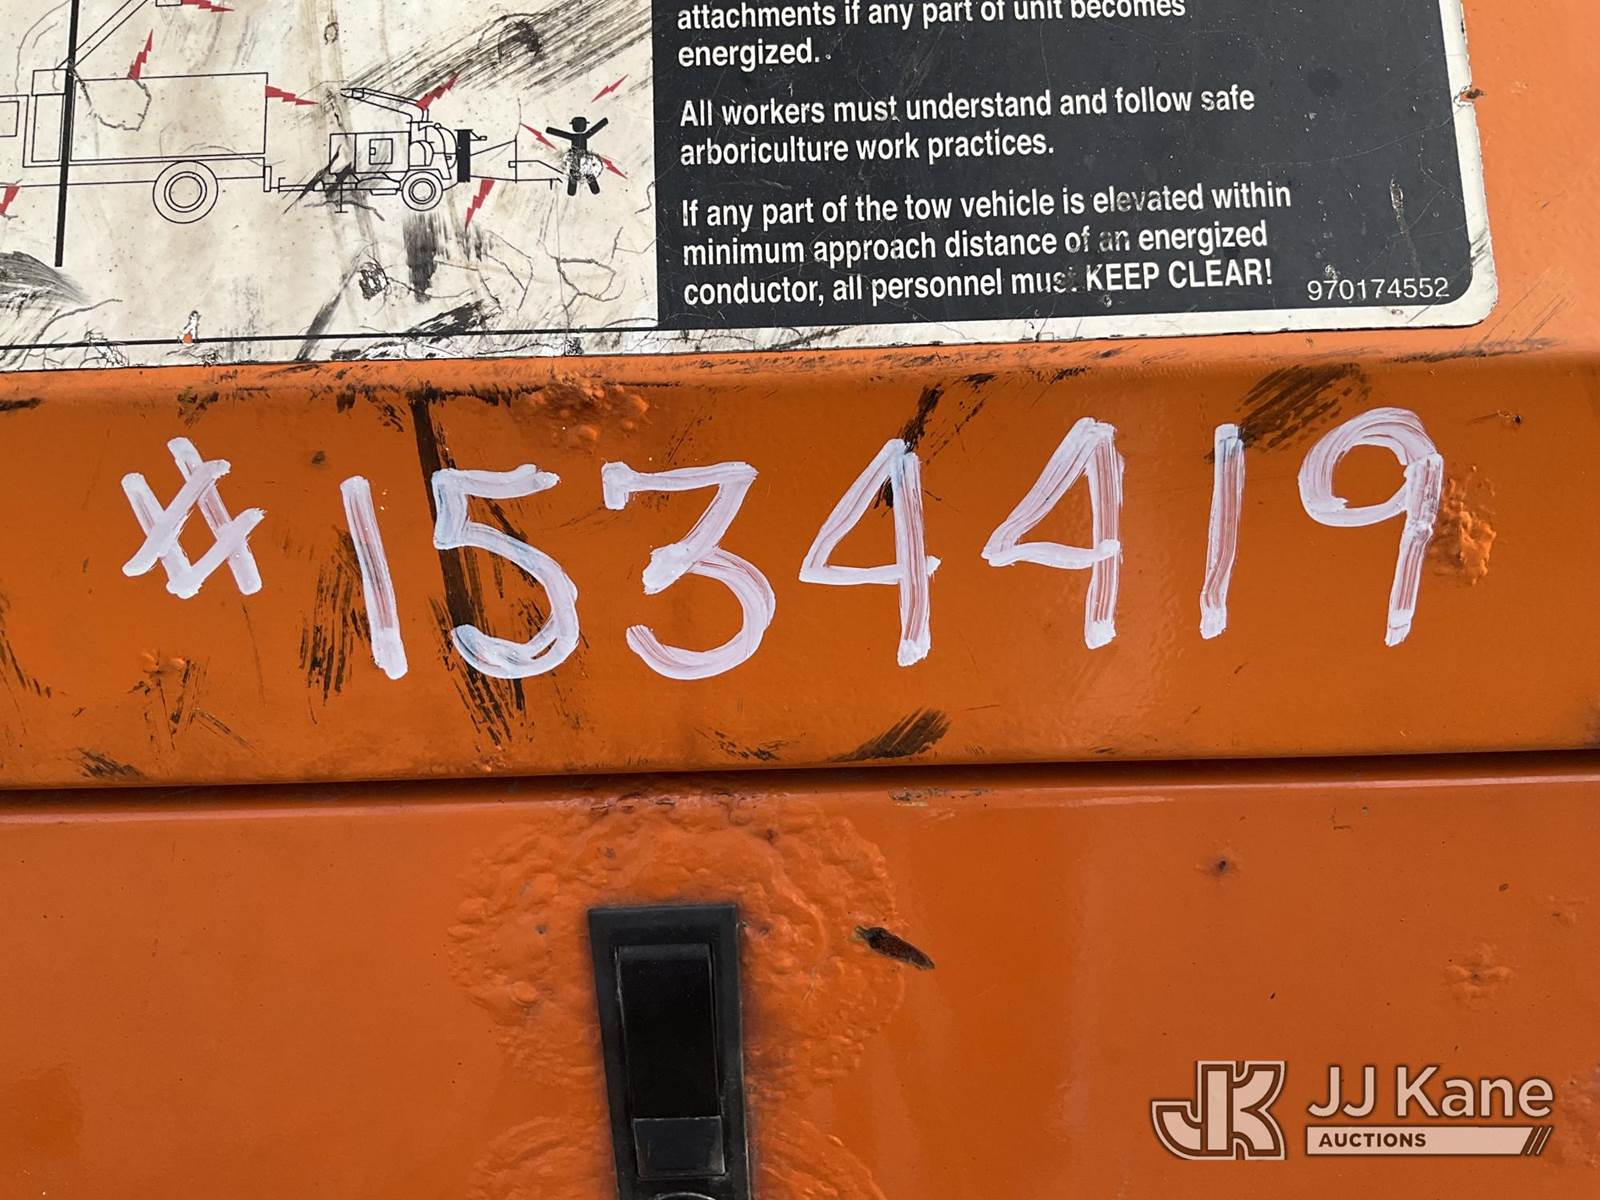 attachments if any part of unit becomes
energized.
All workers must understand and follow safe
arboriculture work practices.
If any part of the tow vehicle is elevated within
minimum approach distance of an energized
conductor, all personnel must KEEP CLEAR!
970174552
#1534419
JK JJ Kane
AUCTIONS